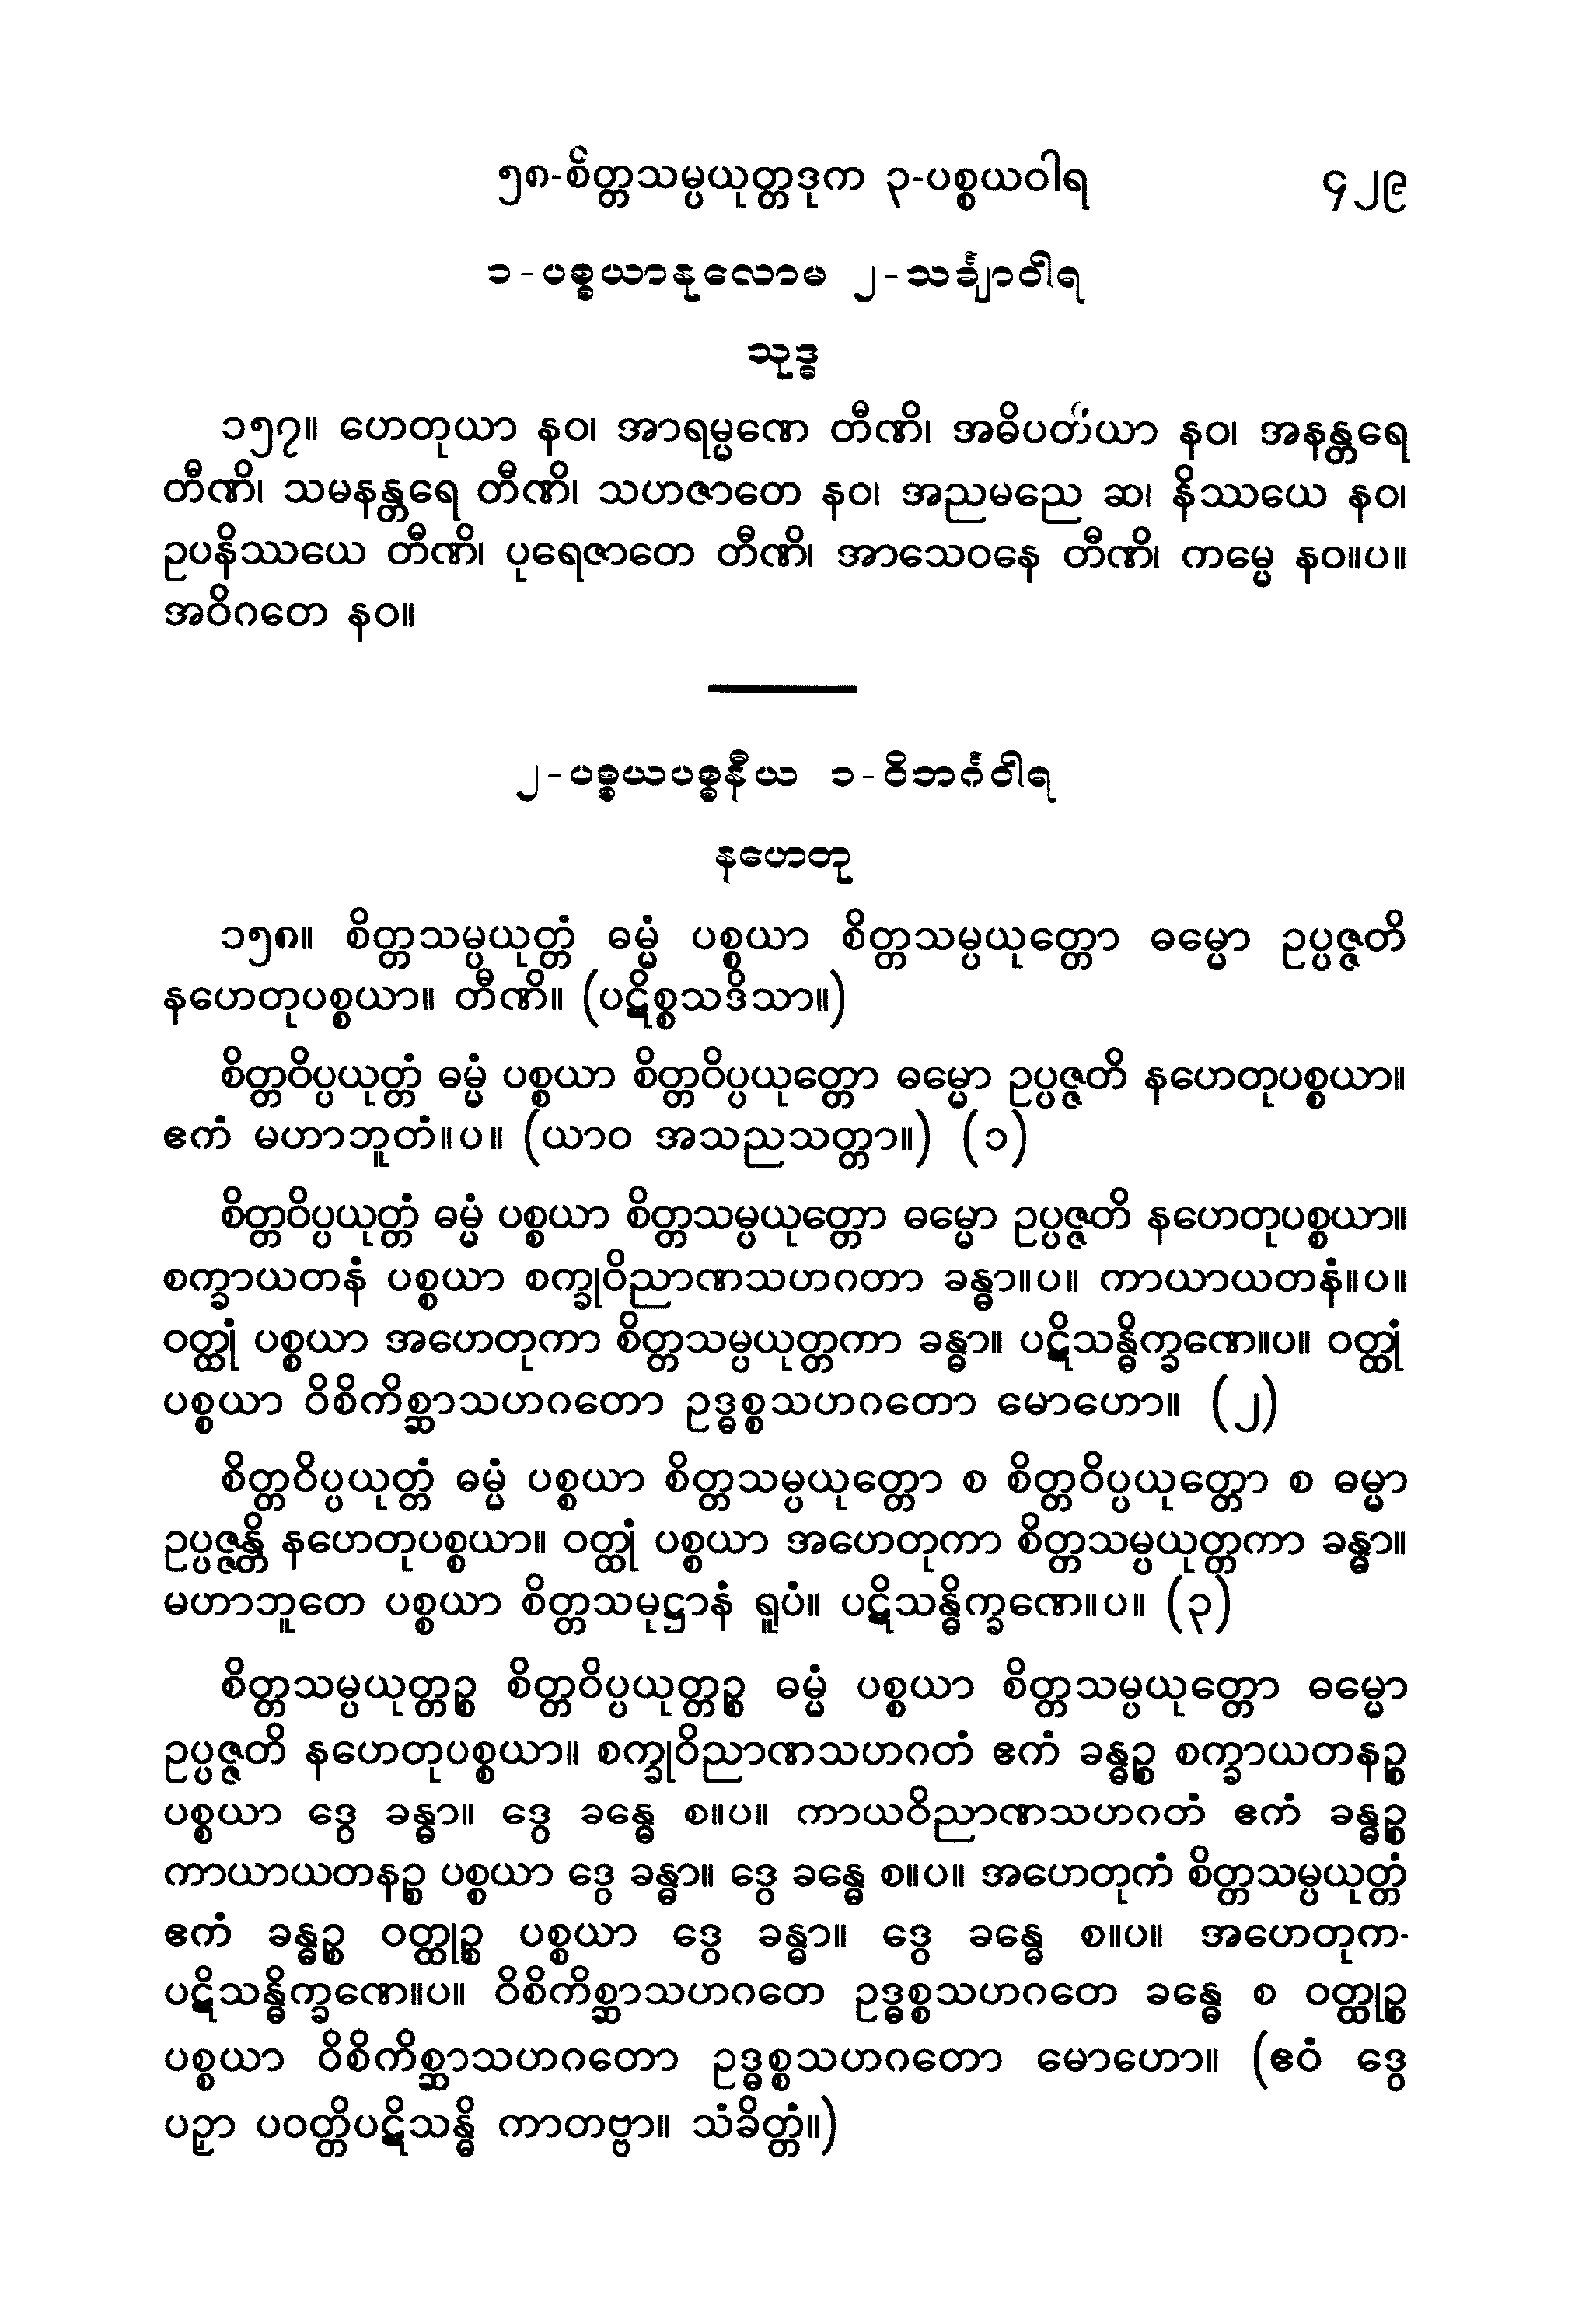 ၅၈-စိတ္တသမ္ပယုတ္တဒုက ၃-ပစ္စယဝါရ ၄၂၉
၁-ပစ္စယာနုလောမ ၂-သင်္ချာဝါရ
သုဒ္ဓ
၁၅၇။ ဟေတုယာ နဝ၊ အာရမ္မဏေ တီဏိ၊ အဓိပတိယာ နဝ၊ အနန္တရေ
တီဏိ၊ သမနန္တရေ တီဏိ၊ သဟဇာတေ နဝ၊ အညမညေ ဆ၊ နိဿယေ နဝ၊
ဥပနိဿယေ တီဏိ၊ ပုရေဇာတေ တီဏိ၊ အာသေဝနေ တီဏိ၊ ကမ္မေ နဝ။ပ။
အဝိဂတေ နဝ။
၂-ပစ္စယပစ္စနီယ ၁-ဝိဘင်္ဂဝါရ
နဟေတု
၁၅၈။ စိတ္တသမ္ပယုတ္တံ ဓမ္မံ ပစ္စယာ စိတ္တသမ္ပယုတ္တော ဓမ္မော ဥပ္ပဇ္ဇတိ
နဟေတုပစ္စယာ။ တီဏိ။ (ပဋိစ္စသဒိသာ။)
စိတ္တဝိပ္ပယုတ္တံ ဓမ္မံ ပစ္စယာ စိတ္တဝိပ္ပယုတ္တော ဓမ္မော ဥပ္ပဇ္ဇတိ နဟေတုပစ္စယာ။
ဧကံ မဟာဘူတံ။ပ။ (ယာဝ အသညသတ္တာ။) (၁)
စိတ္တဝိပ္ပယုတ္တံ ဓမ္မံ ပစ္စယာ စိတ္တသမ္ပယုတ္တော ဓမ္မော ဥပ္ပဇ္ဇတိ နဟေတုပစ္စယာ။
စက္ခာယတနံ ပစ္စယာ စက္ခုဝိညာဏသဟဂတာ ခန္ဓာ။ပ။ ကာယာယတနံ။ပ။
ဝတ္ထုံ ပစ္စယာ အဟေတုကာ စိတ္တသမ္ပယုတ္တကာ ခန္ဓာ။ ပဋိသန္ဓိက္ခဏေ။ပ။ ဝတ္ထုံ
ပစ္စယာ ဝိစိကိစ္ဆာသဟဂတော ဥဒ္ဓစ္စသဟဂတော မောဟော။ (၂)
စိတ္တဝိပ္ပယုတ္တံ ဓမ္မံ ပစ္စယာ စိတ္တသမ္ပယုတ္တော စ စိတ္တဝိပ္ပယုတ္တော စ ဓမ္မာ
ဥပ္ပဇ္ဇန္တိ နဟေတုပစ္စယာ။ ဝတ္ထုံ ပစ္စယာ အဟေတုကာ စိတ္တသမ္ပယုတ္တကာ ခန္ဓာ။
မဟာဘူတေ ပစ္စယာ စိတ္တသမုဋ္ဌာနံ ရူပံ။ ပဋိသန္ဓိက္ခဏေ။ပ။ (၃)
စိတ္တသမ္ပယုတ္တဉ္စ စိတ္တဝိပ္ပယုတ္တဉ္စ ဓမ္မံ ပစ္စယာ စိတ္တသမ္ပယုတ္တော ဓမ္မော
ဥပ္ပဇ္ဇတိ နဟေတုပစ္စယာ။ စက္ခုဝိညာဏသဟဂတံ ဧကံ ခန္ဓဉ္စ စက္ခာယတနဉ္စ
ပစ္စယာ ဒွေ ခန္ဓာ။ ဒွေ ခန္ဓေ စ။ပ။ ကာယဝိညာဏသဟဂတံ ဧကံ ခန္ဓဉ္စ
ကာယာယတနဉ္စ ပစ္စယာ ဒွေ ခန္ဓာ။ ဒွေ ခန္ဓေ စ။ပ။ အဟေတုကံ စိတ္တသမ္ပယုတ္တံ
ဧကံ ခန္ဓဉ္စ ဝတ္ထုဉ္စ ပစ္စယာ ဒွေ ခန္ဓာ။ ဒွေ ခန္ဓေ စ။ပ။ အဟေတုက-
ပဋိသန္ဓိက္ခဏေ။ပ။ ဝိစိကိစ္ဆာသဟဂတေ ဥဒ္ဓစ္စသဟဂတေ ခန္ဓေ စ ဝတ္ထုဉ္စ
ပစ္စယာ ဝိစိကိစ္ဆာသဟဂတော ဥဒ္ဓစ္စသဟဂတော မောဟော။ (ဧဝံ ဒွေ
ပဉှာ ပဝတ္တိပဋိသန္ဓိ ကာတဗ္ဗာ။ သံခိတ္တံ။)